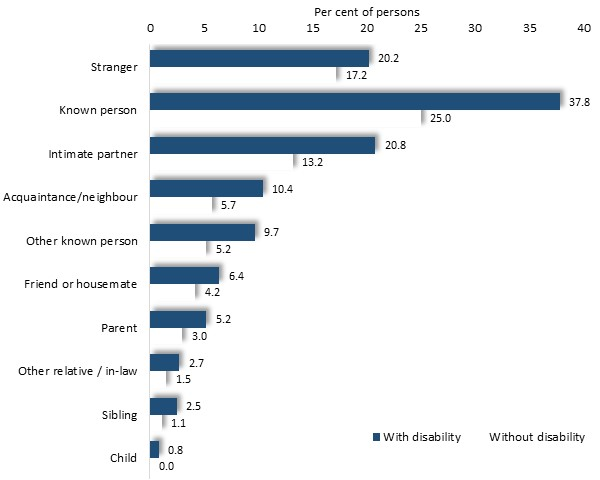 Per cent of persons
0 5 10 15 20 25 30 35 40
Stranger 20.2
17.2
Known person 37.8
25.0
Intimate partner 20.8
13.2
Acquaintance/neighbour 10.4
5.7
Other known person 9.7
5.2
Friend or housemate 6.4
4.2
Parent 5.2
3.0
Other relative / in-law 2.7
1.5
Sibling 2.5
1.1
With disability Without disability
Child 0.8
0.0